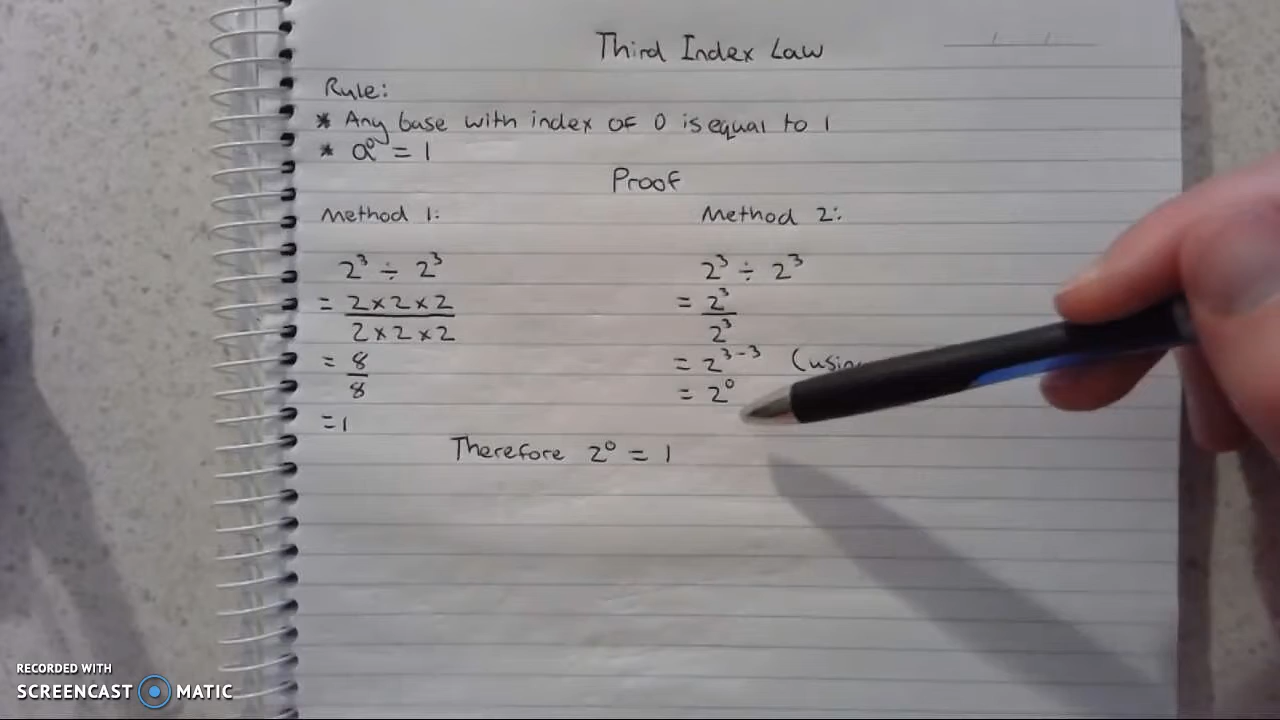 Third Index Law
Rule:
* Any base with index of 0 is equal to 1
* a⁰ = 1
Proof
Method 1:
2³ ÷ 2³
= 2×2×2
2×2×2
= 8
8
=1
Method 2:
2³ ÷ 2³
= 2³
2³
= 2³⁻³
= 2⁰
Therefore 2⁰ = 1
RECORDED WITH
SCREENCAST MATIC